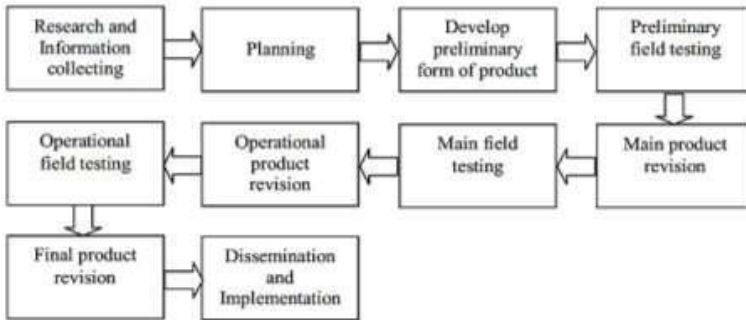 Research and
Information
collecting
Planning
Develop
preliminary
form of product
Preliminary
field testing
Main product
revision
Main field
testing
Operational
product
revision
Operational
field testing
Final product
revision
Dissemination
and
Implementation